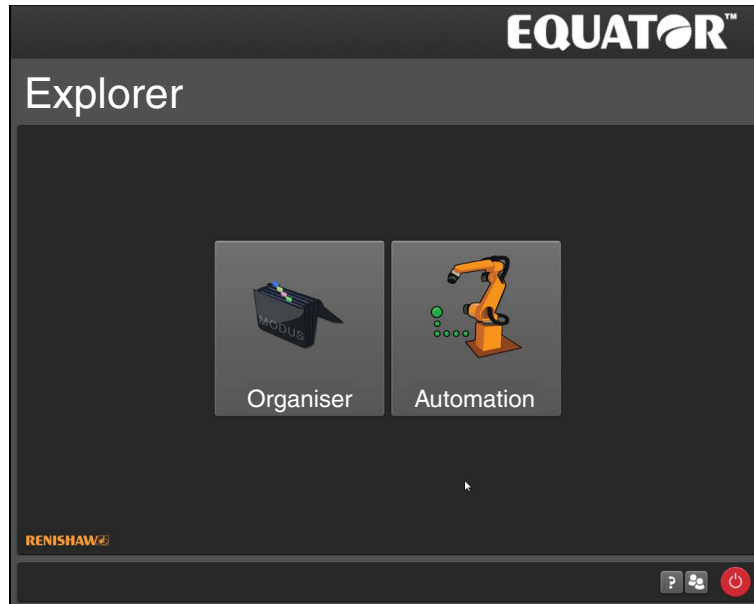 EQUATOR™
Explorer
MODUS
Organiser
Automation
RENISHAW
?